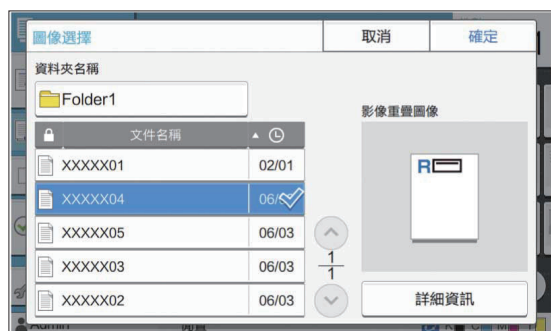 圖像選擇
取消
確定
資料夾名稱
Folder1
影像重疊圖像
文件名稱
XXXXX01 02/01
XXXXX04 06/
XXXXX05 06/03
XXXXX03 06/03
XXXXX02 06/03
R
1
1
詳細資訊
Admin